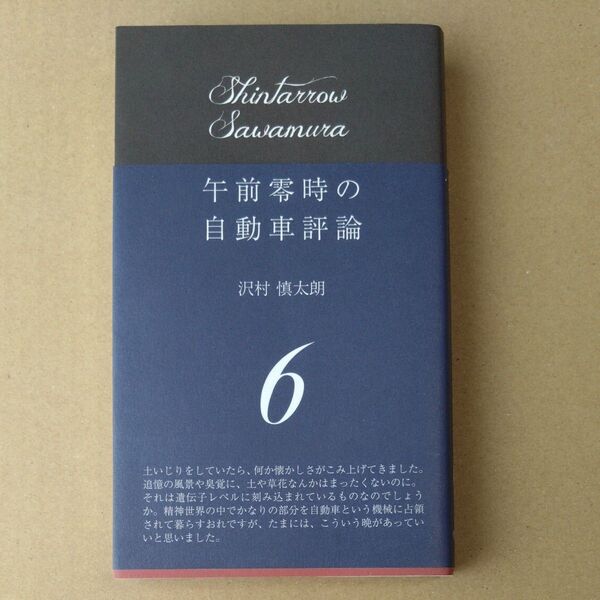 Shintarrow
Sawamura
午前零時の
自動車評論
沢村 慎太朗
6
土いじりをしていたら、何か懐かしさがこみ上げてきました。
追憶の風景や臭覚に、土や草花なんかはまったくないのに。
それは遺伝子レベルに刻み込まれているものなのでしょう
か。精神世界の中でかなりの部分を自動車という機械に占領
されて暮らすおれですが、たまには、こういう晩があってい
いと思いました。